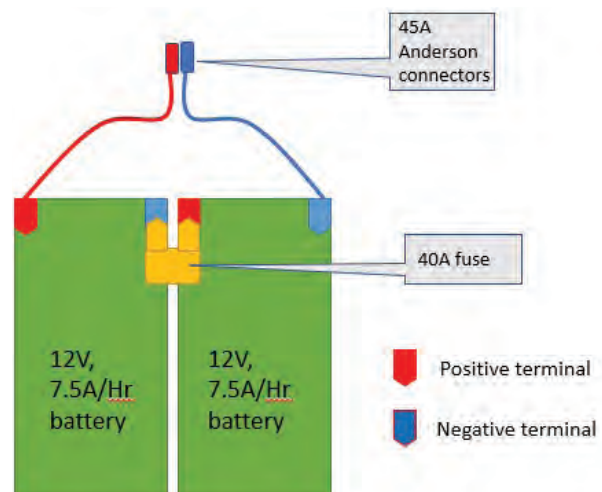 45A
Anderson
connectors
40A fuse
12V,
7.5A/Hr
battery
12V,
7.5A/Hr
battery
Positive terminal
Negative terminal